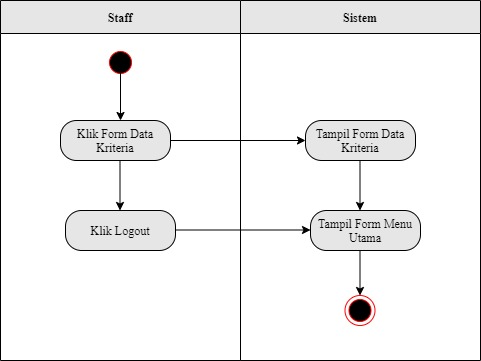 Staff
Sistem
Klik Form Data
Kriteria
Tampil Form Data
Kriteria
Klik Logout
Tampil Form Menu
Utama